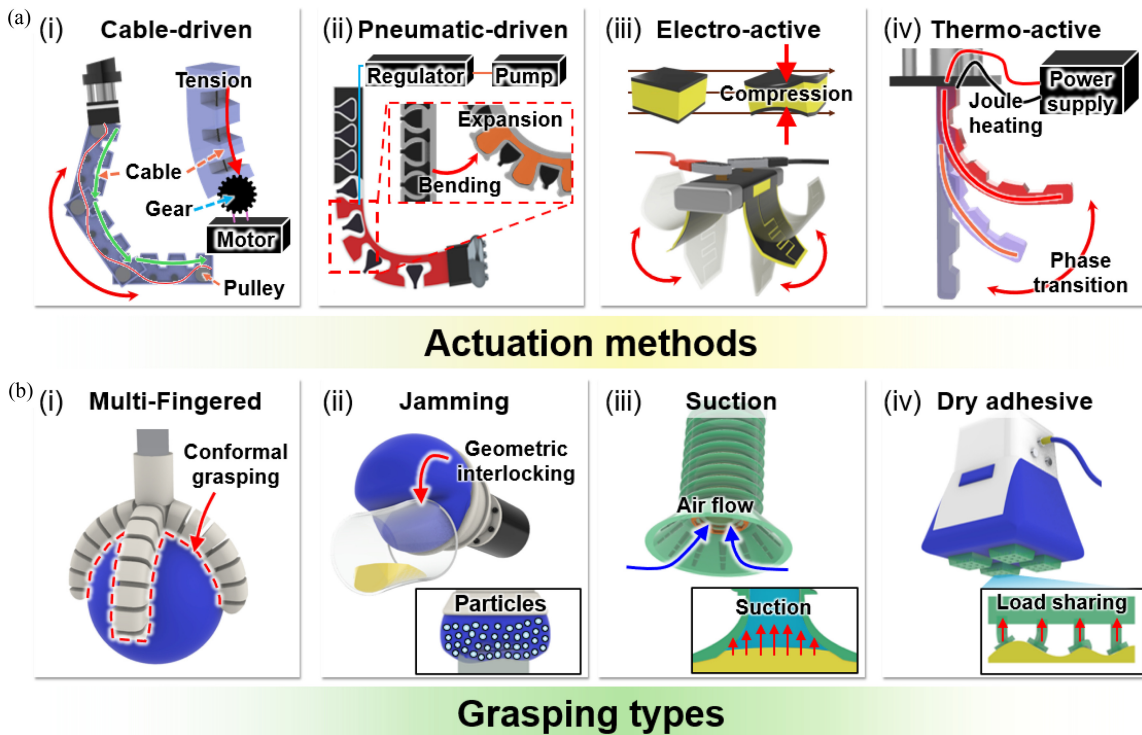 (a)
(i) Cable-driven
Tension
Cable
Gear
Motor
Pulley
(ii) Pneumatic-driven
Regulator
Pump
Expansion
Bending
(iii) Electro-active
Compression
(iv) Thermo-active
Power
supply
Joule
heating
Phase
transition
Actuation methods
(b)
(i) Multi-Fingered
Conformal
grasping
(ii) Jamming
Geometric
interlocking
Particles
(iii) Suction
Air flow
Suction
(iv) Dry adhesive
Load sharing
Grasping types